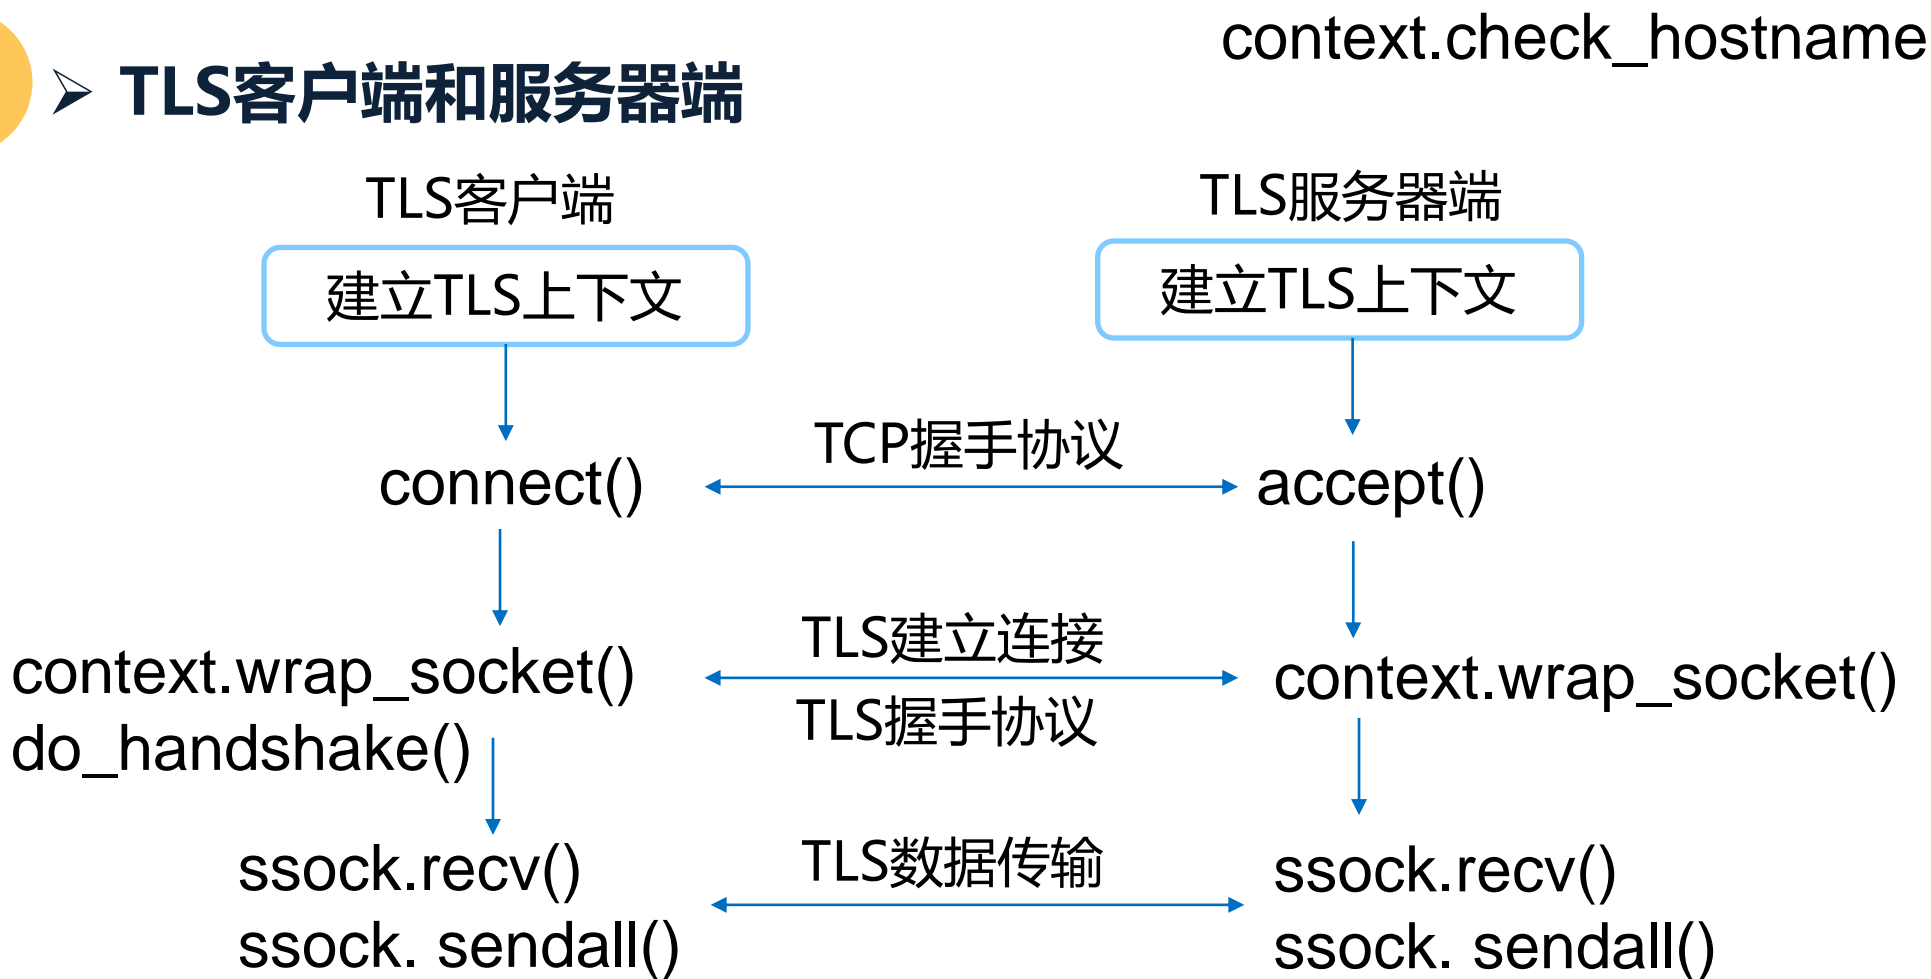 context.check_hostname
TLS客户端和服务器端
TLS客户端
TLS服务器端
建立TLS上下文
建立TLS上下文
TCP握手协议
connect()
accept()
TLS建立连接
context.wrap_socket()
context.wrap_socket()
TLS握手协议
do_handshake()
TLS数据传输
ssock.recv()
ssock.recv()
ssock. sendall()
ssock. sendall()